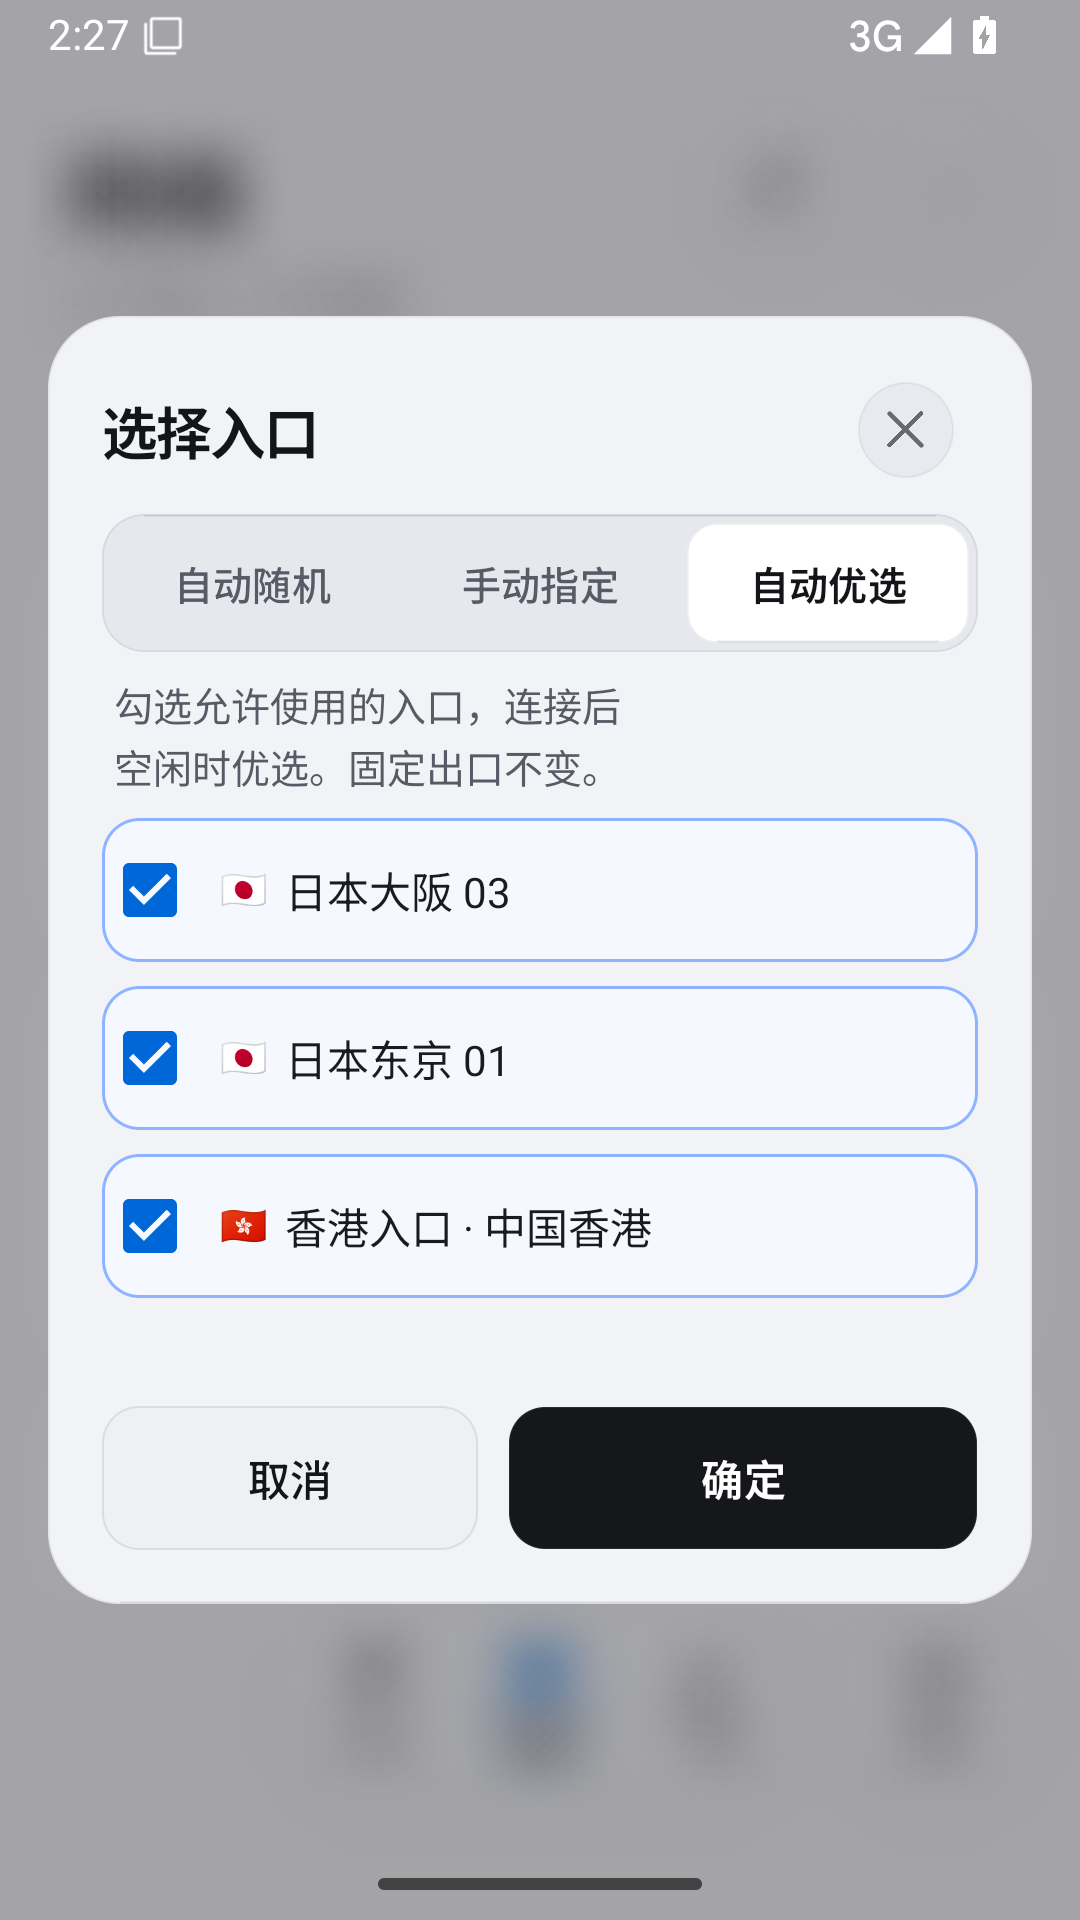 2:27
3G
选择入口
自动随机
手动指定
自动优选
勾选允许使用的入口，连接后
空闲时优选。固定出口不变。
🇯🇵 日本大阪 03
🇯🇵 日本东京 01
🇭🇰 香港入口 · 中国香港
取消
确定